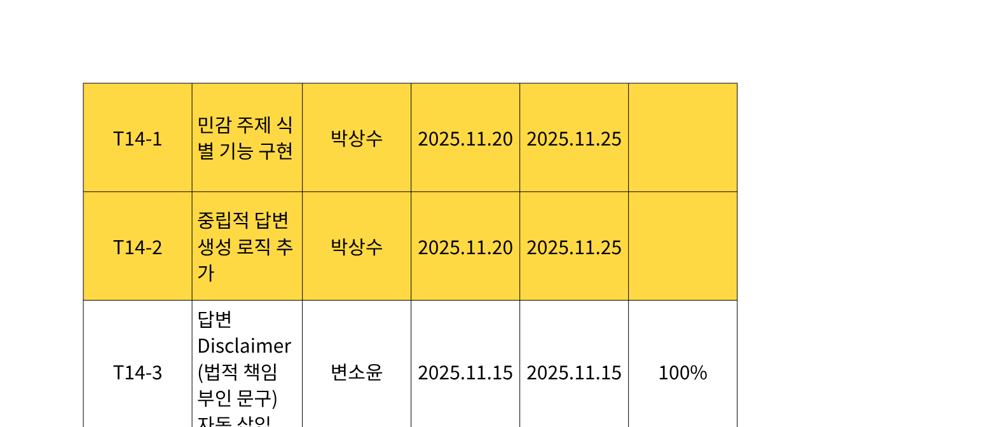 T14-1
민감 주제 식
별 기능 구현
박상수
2025.11.20
2025.11.25
T14-2
중립적 답변
생성 로직 추
가
박상수
2025.11.20
2025.11.25
T14-3
답변
Disclaimer
(법적 책임
부인 문구)
자동 삽입
변소윤
2025.11.15
2025.11.15
100%